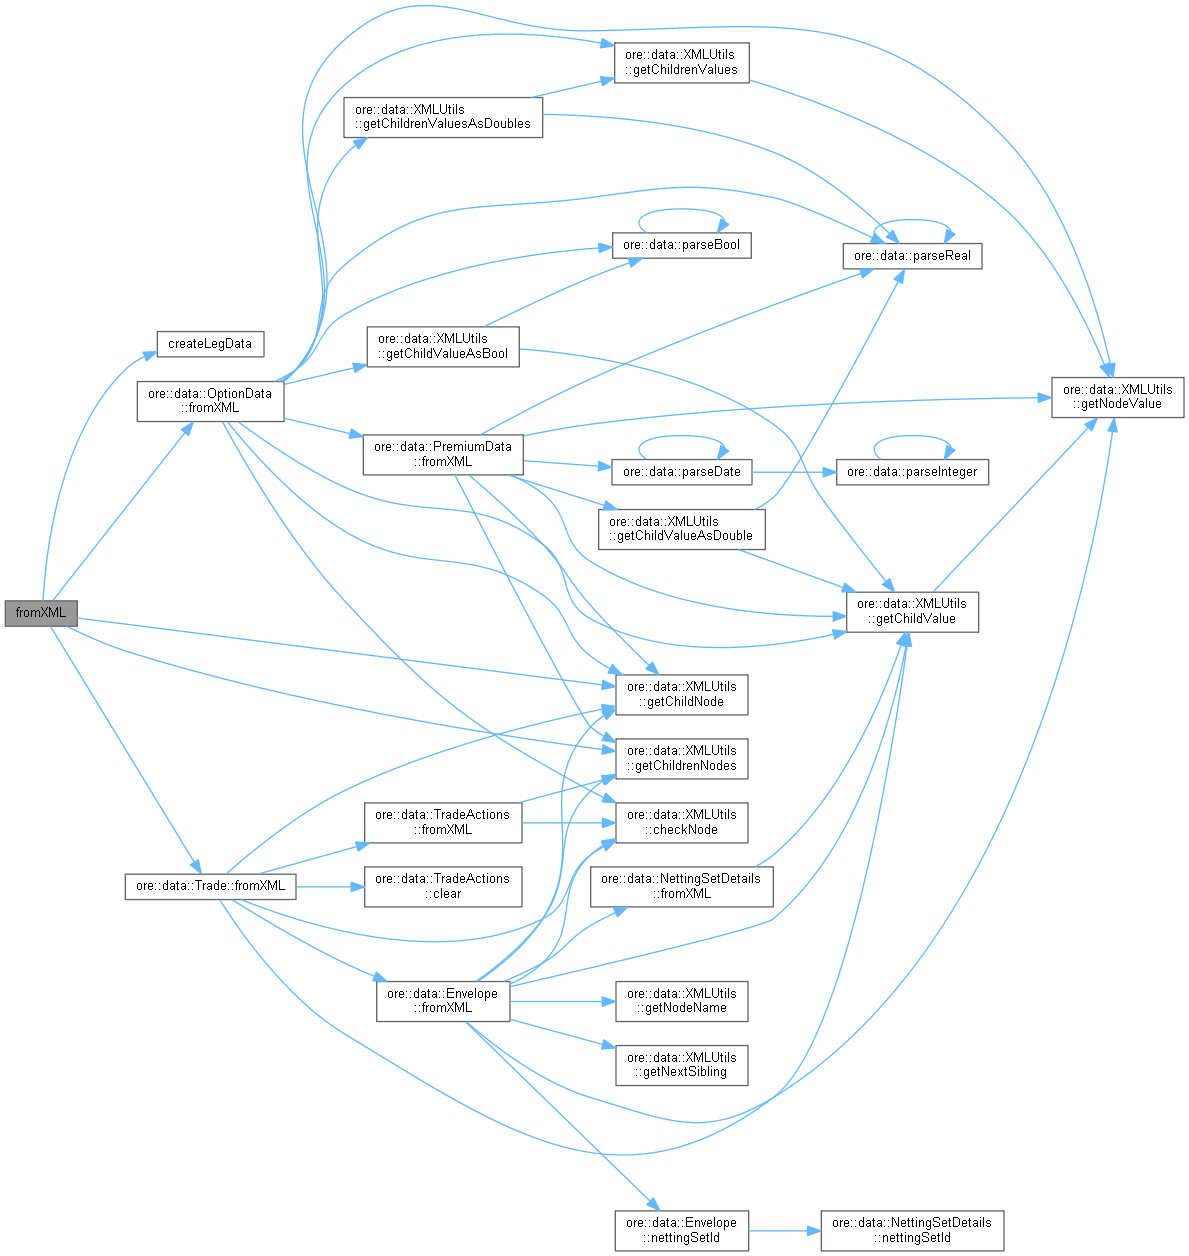 ore::data::XMLUtils
::getChildrenValues
ore::data::XMLUtils
::getChildrenValuesAsDoubles
ore::data::parseBool
ore::data::parseReal
createLegData
ore::data::XMLUtils
::getChildValueAsBool
ore::data::OptionData
::fromXML
ore::data::XMLUtils
::getNodeValue
ore::data::PremiumData
::fromXML
ore::data::parseDate
ore::data::parseInteger
ore::data::XMLUtils
::getChildValueAsDouble
fromXML
ore::data::XMLUtils
::getChildValue
ore::data::XMLUtils
::getChildNode
ore::data::XMLUtils
::getChildrenNodes
ore::data::TradeActions
::fromXML
ore::data::XMLUtils
::checkNode
ore::data::Trade::fromXML
ore::data::TradeActions
::clear
ore::data::NettingSetDetails
::fromXML
ore::data::Envelope
::fromXML
ore::data::XMLUtils
::getNodeName
ore::data::XMLUtils
::getNextSibling
ore::data::Envelope
::nettingSetId
ore::data::NettingSetDetails
::nettingSetId